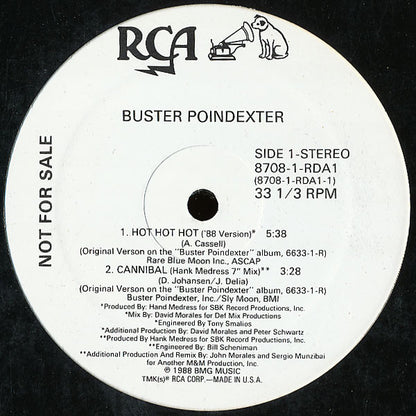 RCA
BUSTER POINDEXTER
NOT FOR SALE
SIDE 1-STEREO
8708-1-RDA1
(8708-1-RDA1-1)
33 1/3 RPM
1. HOT HOT HOT ('88 Version)* 5:38
(A. Cassell)
(Original Verson on the "Buster Poindexter" album, 6633-1-R)
Rare Blue Moon Inc., ASCAP
2. CANNIBAL (Hank Medress 7" Mix)** 3:28
(D. Johansen/J. Delia)
(Original Verson on the "Buster Poindexter" album, 6633-1-R)
Buster Poindexter, Inc./Sly Moon, BMI
*Produced By: Hand Medress for SBK Record Productions, Inc.
*Mix By: David Morales for Def Mix Productions
*Engineered By Tony Smalios
*Additional Production By: David Morales and Peter Schwartz
**Produced By: Hank Medress for SBK Record Productions, Inc.
**Engineered By: Bill Scheniman
**Additional Production And Remix By: John Morales and Sergio Munzibai
for Another M&M Production, Inc.
℗ 1988 BMG MUSIC
TMK(s) ® RCA CORP.—MADE IN U.S.A.